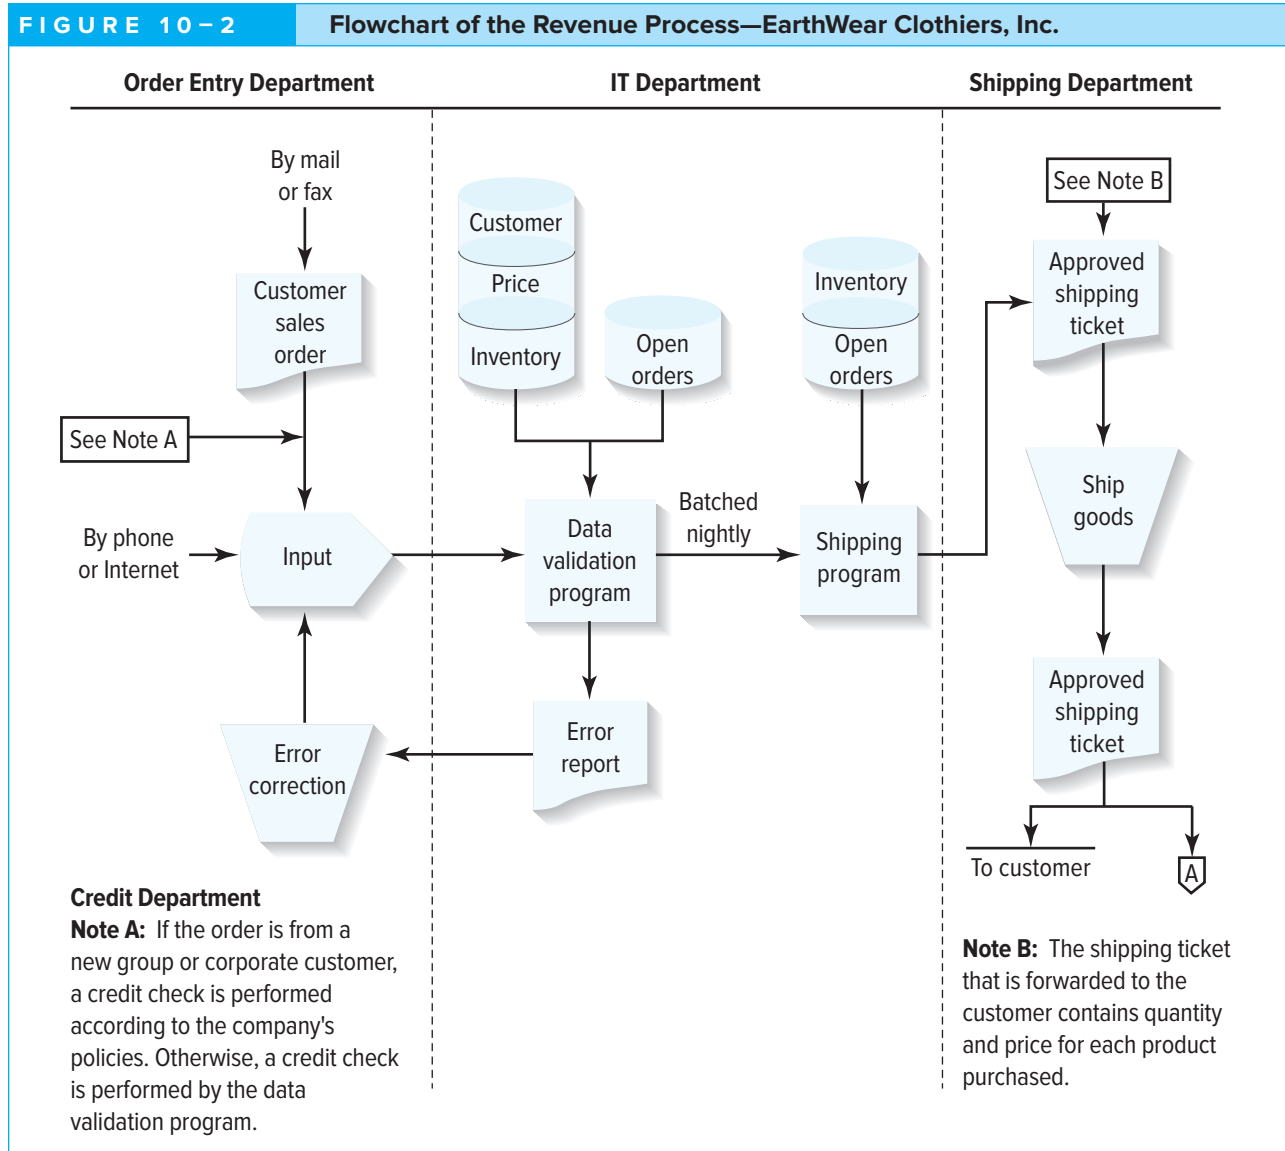 FIGURE 10–2
Flowchart of the Revenue Process—EarthWear Clothiers, Inc.
Order Entry Department
IT Department
Shipping Department
By mail
or fax
Customer
sales
order
See Note A
By phone
or Internet
Input
Error
correction
Customer
Price
Inventory
Open
orders
Data
validation
program
Batched
nightly
Error
report
Inventory
Open
orders
Shipping
program
See Note B
Approved
shipping
ticket
Ship
goods
Approved
shipping
ticket
To customer
A
Credit Department
Note A: If the order is from a
new group or corporate customer,
a credit check is performed
according to the company's
policies. Otherwise, a credit check
is performed by the data
validation program.
Note B: The shipping ticket
that is forwarded to the
customer contains quantity
and price for each product
purchased.